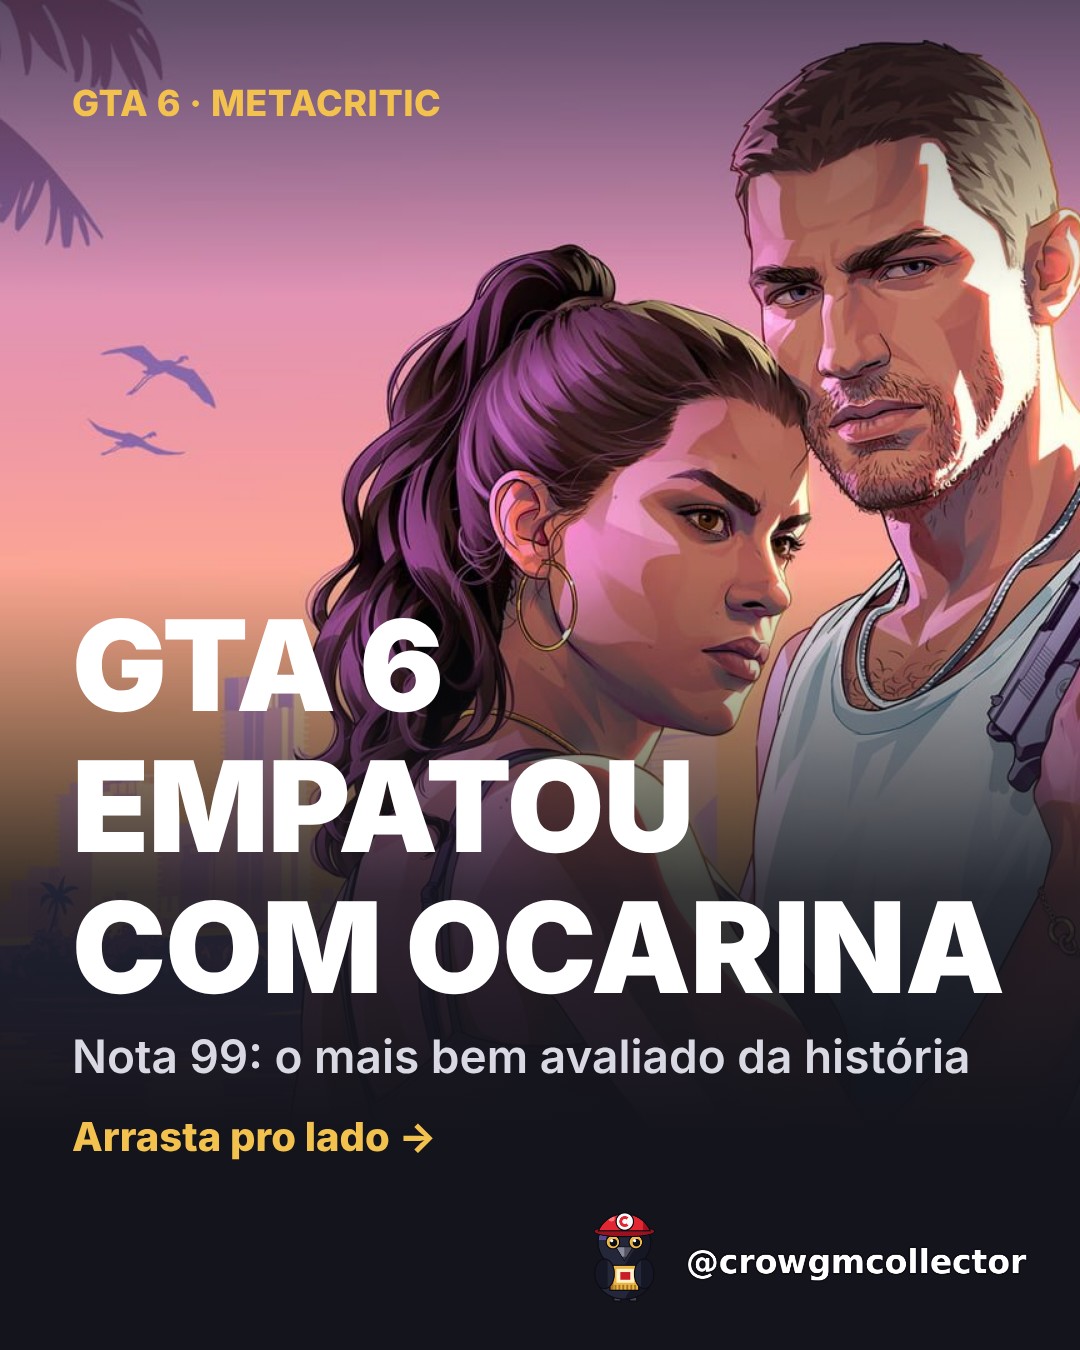 GTA 6 · METACRITIC
GTA 6
EMPATOU
COM OCARINA
Nota 99: o mais bem avaliado da história
Arrasta pro lado →
C
@crowgmcollector